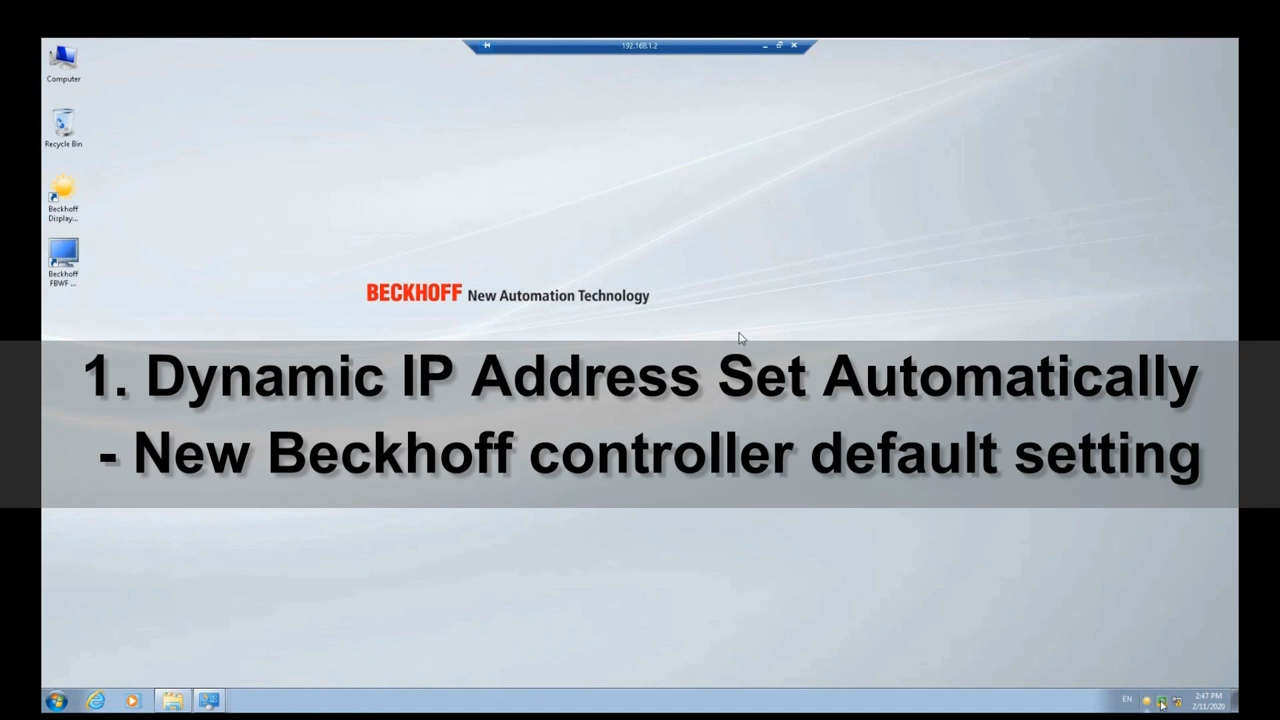 192.168.1.2
Computer
Recycle Bin
Beckhoff
Display...
Beckhoff
FBWF ...
BECKHOFF New Automation Technology
1. Dynamic IP Address Set Automatically
- New Beckhoff controller default setting
EN
2:47 PM
2/11/2020